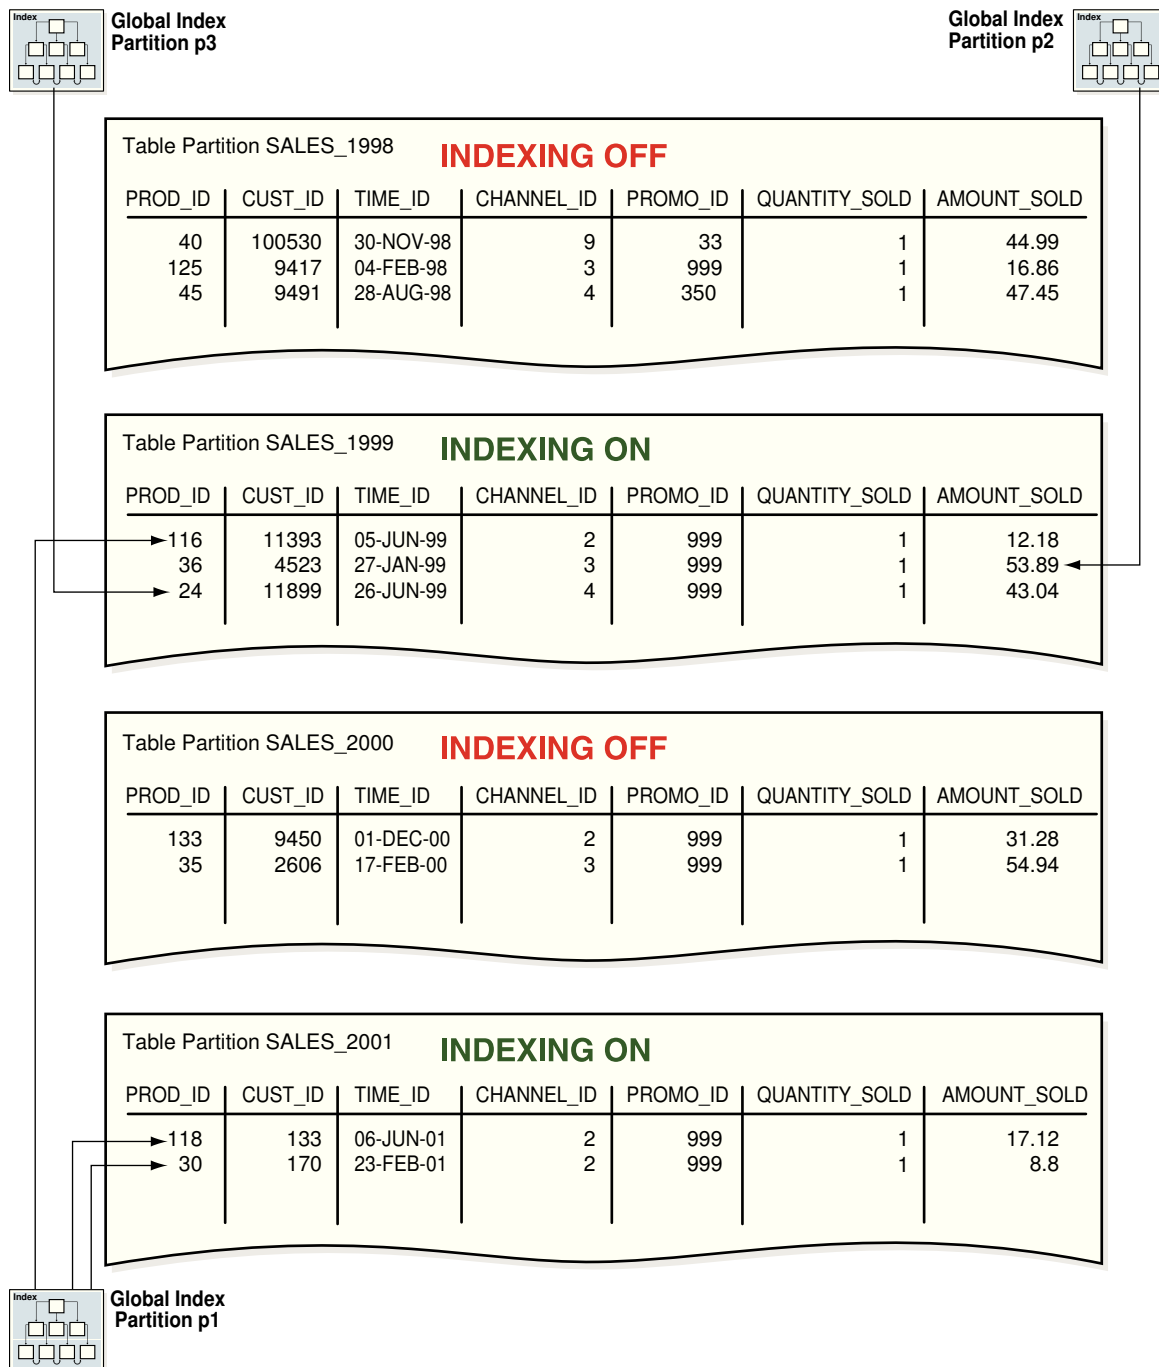 Index
Global Index
Partition p3
Global Index
Partition p2
Index
Table Partition SALES_1998 INDEXING OFF
PROD_ID CUST_ID TIME_ID CHANNEL_ID PROMO_ID QUANTITY_SOLD AMOUNT_SOLD
40 100530 30-NOV-98 9 33 1 44.99
125 9417 04-FEB-98 3 999 1 16.86
45 9491 28-AUG-98 4 350 1 47.45
Table Partition SALES_1999 INDEXING ON
PROD_ID CUST_ID TIME_ID CHANNEL_ID PROMO_ID QUANTITY_SOLD AMOUNT_SOLD
116 11393 05-JUN-99 2 999 1 12.18
36 4523 27-JAN-99 3 999 1 53.89
24 11899 26-JUN-99 4 999 1 43.04
Table Partition SALES_2000 INDEXING OFF
PROD_ID CUST_ID TIME_ID CHANNEL_ID PROMO_ID QUANTITY_SOLD AMOUNT_SOLD
133 9450 01-DEC-00 2 999 1 31.28
35 2606 17-FEB-00 3 999 1 54.94
Table Partition SALES_2001 INDEXING ON
PROD_ID CUST_ID TIME_ID CHANNEL_ID PROMO_ID QUANTITY_SOLD AMOUNT_SOLD
118 133 06-JUN-01 2 999 1 17.12
30 170 23-FEB-01 2 999 1 8.8
Index
Global Index
Partition p1